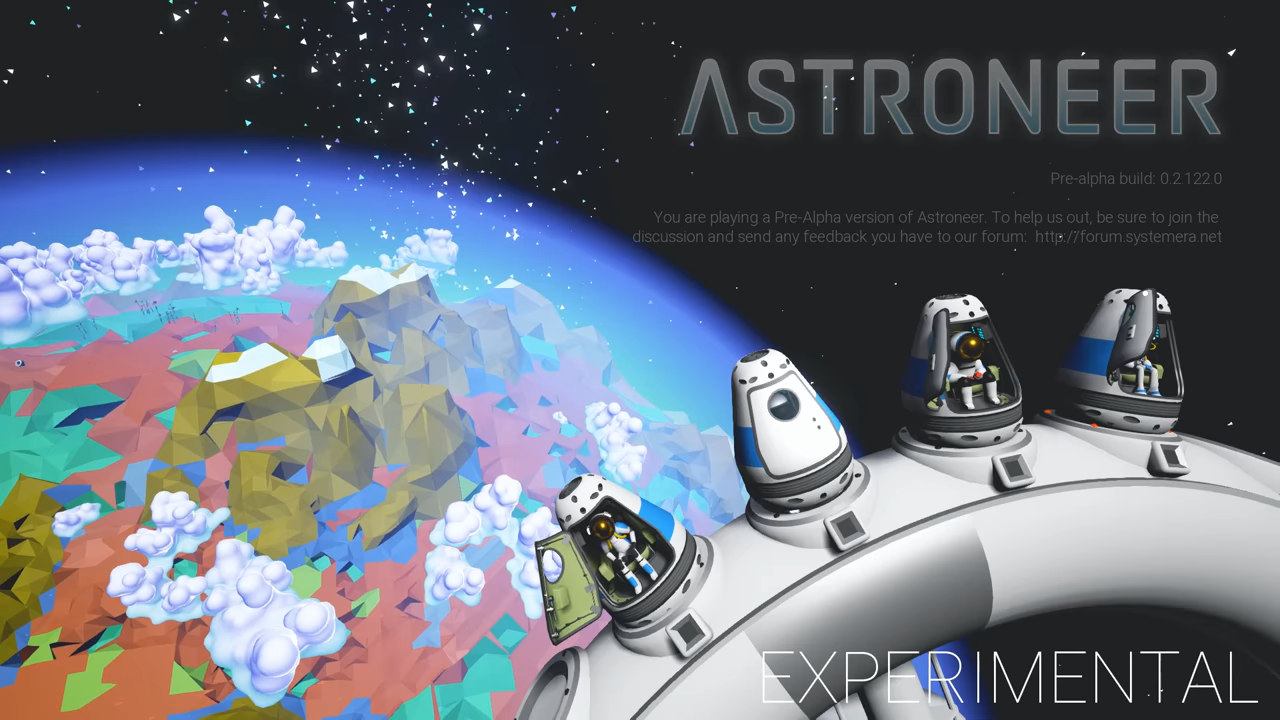 ASTRONEER
Pre-alpha build: 0.2.122.0
You are playing a Pre-Alpha version of Astroneer. To help us out, be sure to join the
discussion and send any feedback you have to our forum: http://forum.systemera.net
EXPERIMENTAL